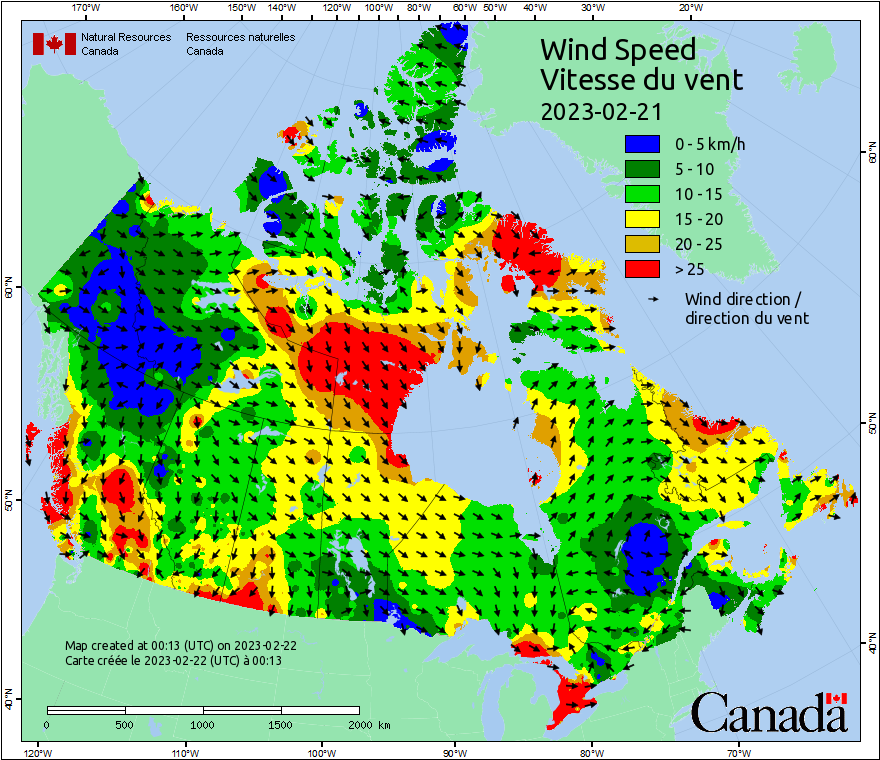 170°W 160°W 150°W 140°W 120°W 100°W 80°W 60°W 50°W 40°W 30°W 20°W
Natural Resources Ressources naturelles
Canada Canada
Wind Speed
Vitesse du vent
2023-02-21
0 - 5 km/h
5 - 10
10 - 15
15 - 20
20 - 25
> 25
Wind direction /
direction du vent
60°N
60°N
50°N
50°N
40°N
40°N
Map created at 00:13 (UTC) on 2023-02-22
Carte créée le 2023-02-22 (UTC) à 00:13
0 500 1000 1500 2000 km
Canada
120°W 110°W 100°W 90°W 80°W 70°W